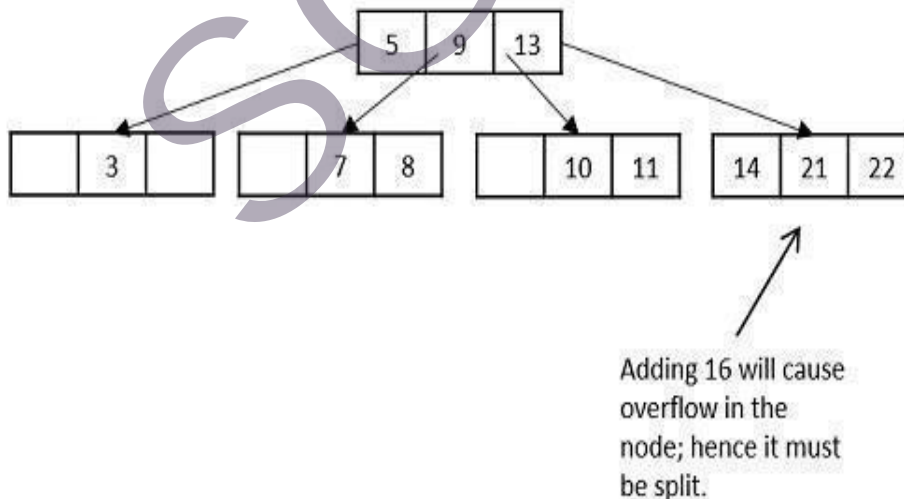 5 9 13
3 7 8 10 11 14 21 22
Adding 16 will cause
overflow in the
node; hence it must
be split.